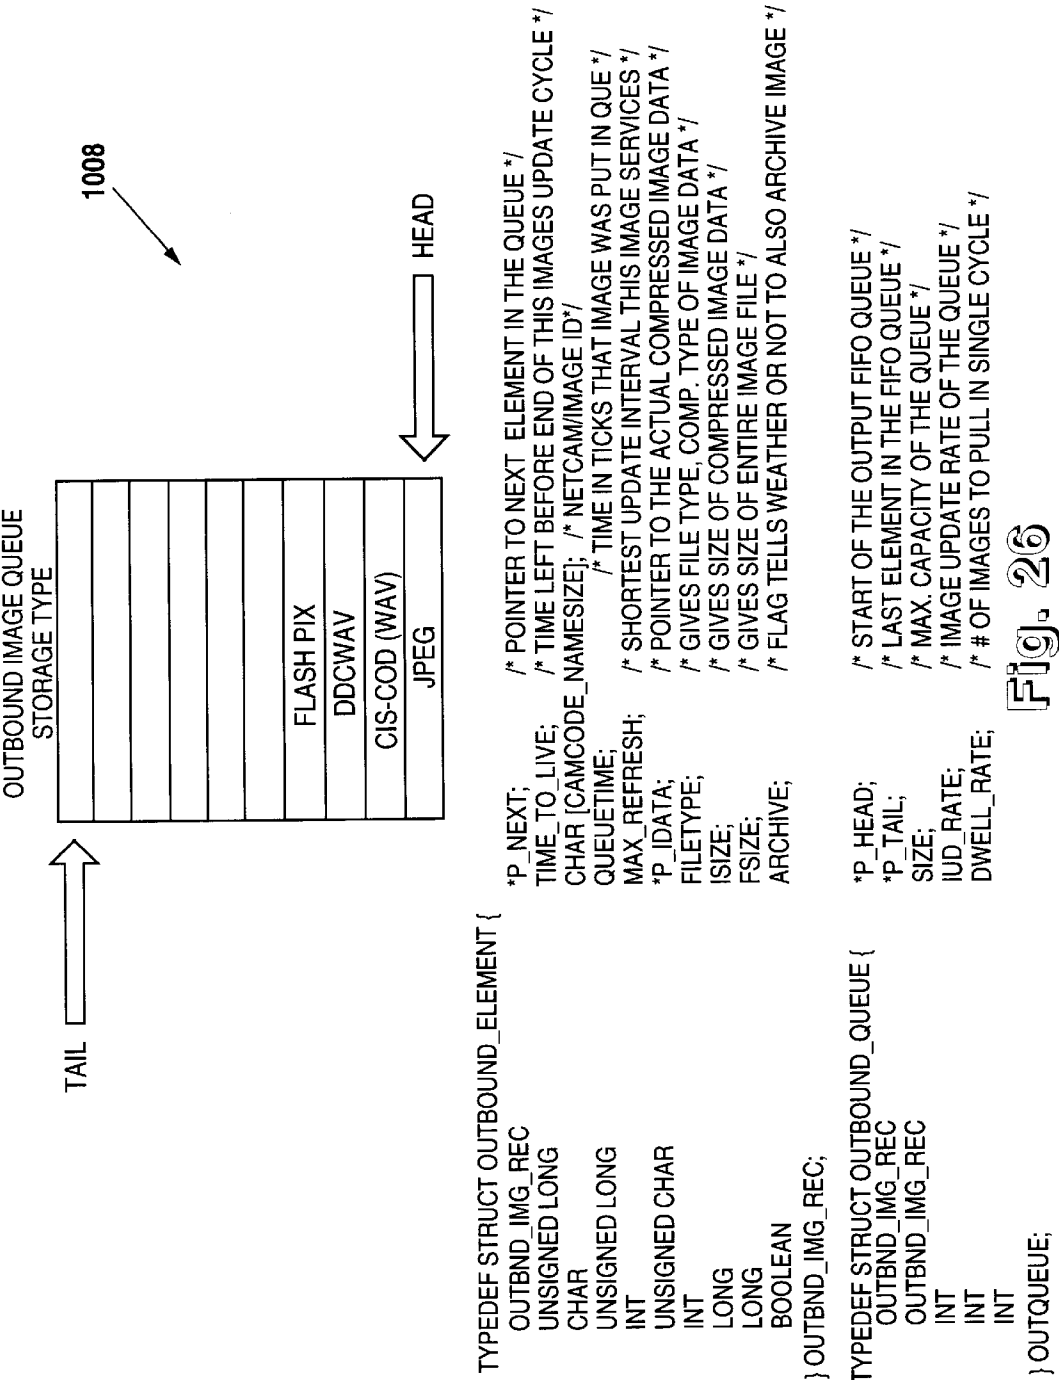 OUTBOUND IMAGE QUEUE
STORAGE TYPE
1008
TAIL
FLASH PIX
DDCWAV
CIS-COD (WAV)
JPEG
HEAD
TYPEDEF STRUCT OUTBOUND_ELEMENT {
OUTBND_IMG_REC *P_NEXT; /* POINTER TO NEXT ELEMENT IN THE QUEUE */
UNSIGNED LONG TIME_TO_LIVE; /* TIME LEFT BEFORE END OF THIS IMAGES UPDATE CYCLE */
CHAR CHAR [CAMCODE_NAMESIZE]; /* NETCAM/IMAGE ID*/
UNSIGNED LONG QUEUETIME; /* TIME IN TICKS THAT IMAGE WAS PUT IN QUE */
INT MAX_REFRESH; /* SHORTEST UPDATE INTERVAL THIS IMAGE SERVICES */
UNSIGNED CHAR *P_IDATA; /* POINTER TO THE ACTUAL COMPRESSED IMAGE DATA */
INT FILETYPE; /* GIVES FILE TYPE, COMP. TYPE OF IMAGE DATA */
LONG ISIZE; /* GIVES SIZE OF COMPRESSED IMAGE DATA */
LONG FSIZE; /* GIVES SIZE OF ENTIRE IMAGE FILE */
BOOLEAN ARCHIVE; /* FLAG TELLS WEATHER OR NOT TO ALSO ARCHIVE IMAGE */
} OUTBND_IMG_REC;
TYPEDEF STRUCT OUTBOUND_QUEUE {
OUTBND_IMG_REC *P_HEAD; /* START OF THE OUTPUT FIFO QUEUE */
OUTBND_IMG_REC *P_TAIL; /* LAST ELEMENT IN THE FIFO QUEUE */
INT SIZE; /* MAX. CAPACITY OF THE QUEUE */
INT IUD_RATE; /* IMAGE UPDATE RATE OF THE QUEUE */
INT DWELL_RATE; /* # OF IMAGES TO PULL IN SINGLE CYCLE */
} OUTQUEUE;
Fig. 26